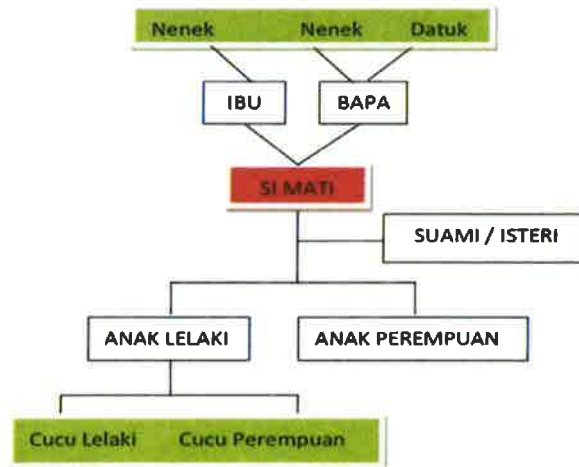 Nenek Nenek Datuk
IBU BAPA
SI MATI
SUAMI / ISTERI
ANAK LELAKI ANAK PEREMPUAN
Cucu Lelaki Cucu Perempuan